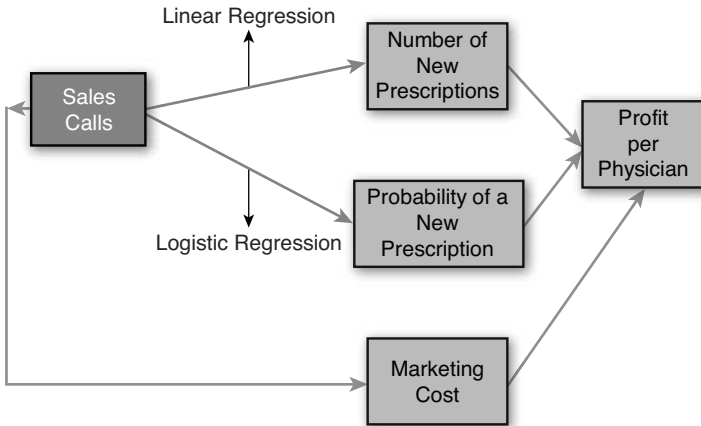 Linear Regression
Number of
New
Prescriptions
Sales
Calls
Profit
per
Physician
Probability of a
New
Prescription
Logistic Regression
Marketing
Cost